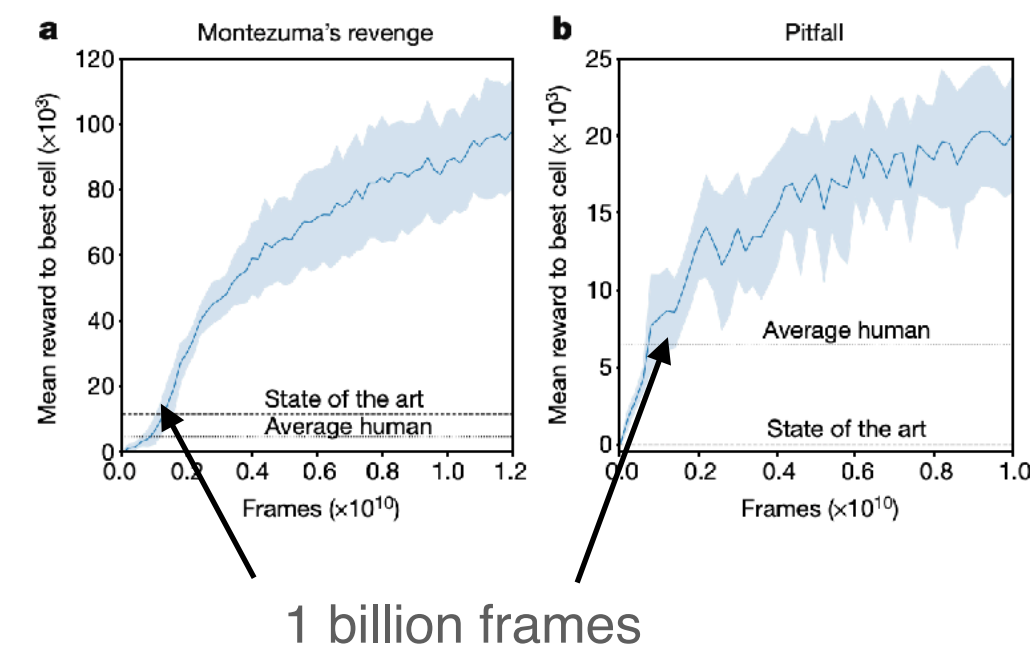 a Montezuma's revenge
Mean reward to best cell (×10³)
120
100
80
60
40
20
0
State of the art
Average human
0.0 0.2 0.4 0.6 0.8 1.0 1.2
Frames (×10¹⁰)
b Pitfall
Mean reward to best cell (× 10³)
25
20
15
10
5
0
Average human
State of the art
0.0 0.2 0.4 0.6 0.8 1.0
Frames (×10¹⁰)
1 billion frames